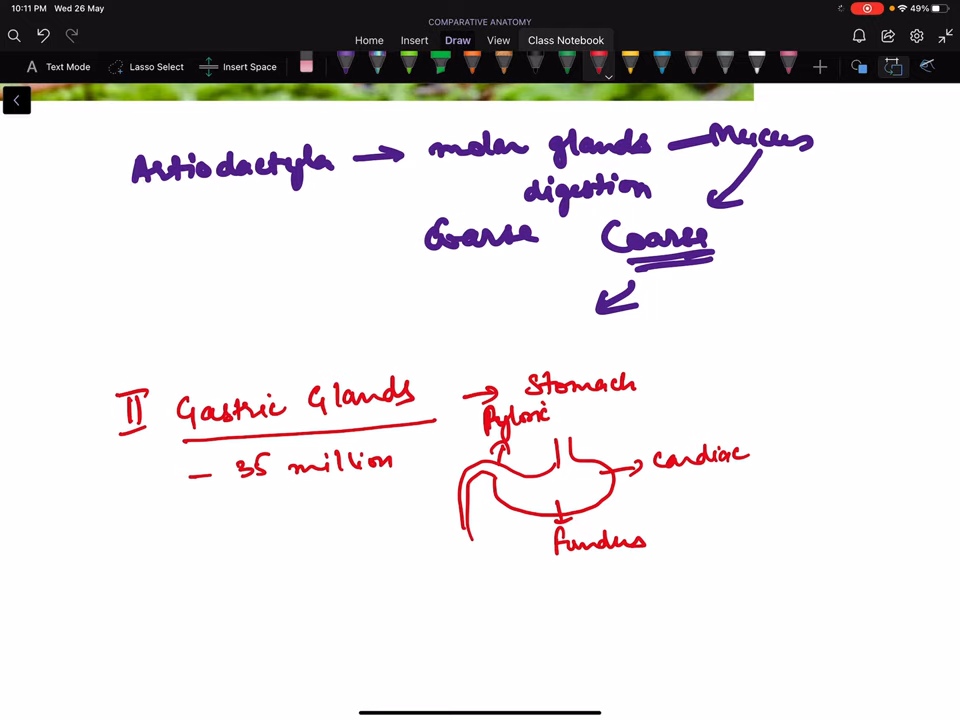 10:11 PM Wed 26 May
49%
COMPARATIVE ANATOMY
Home Insert Draw View Class Notebook
Text Mode Lasso Select Insert Space
Artiodactyla → molar glands — Mucus
digestion
Coarse Coarse
II Gastric Glands → Stomach
Pyloric
– 35 million
cardiac
fundus